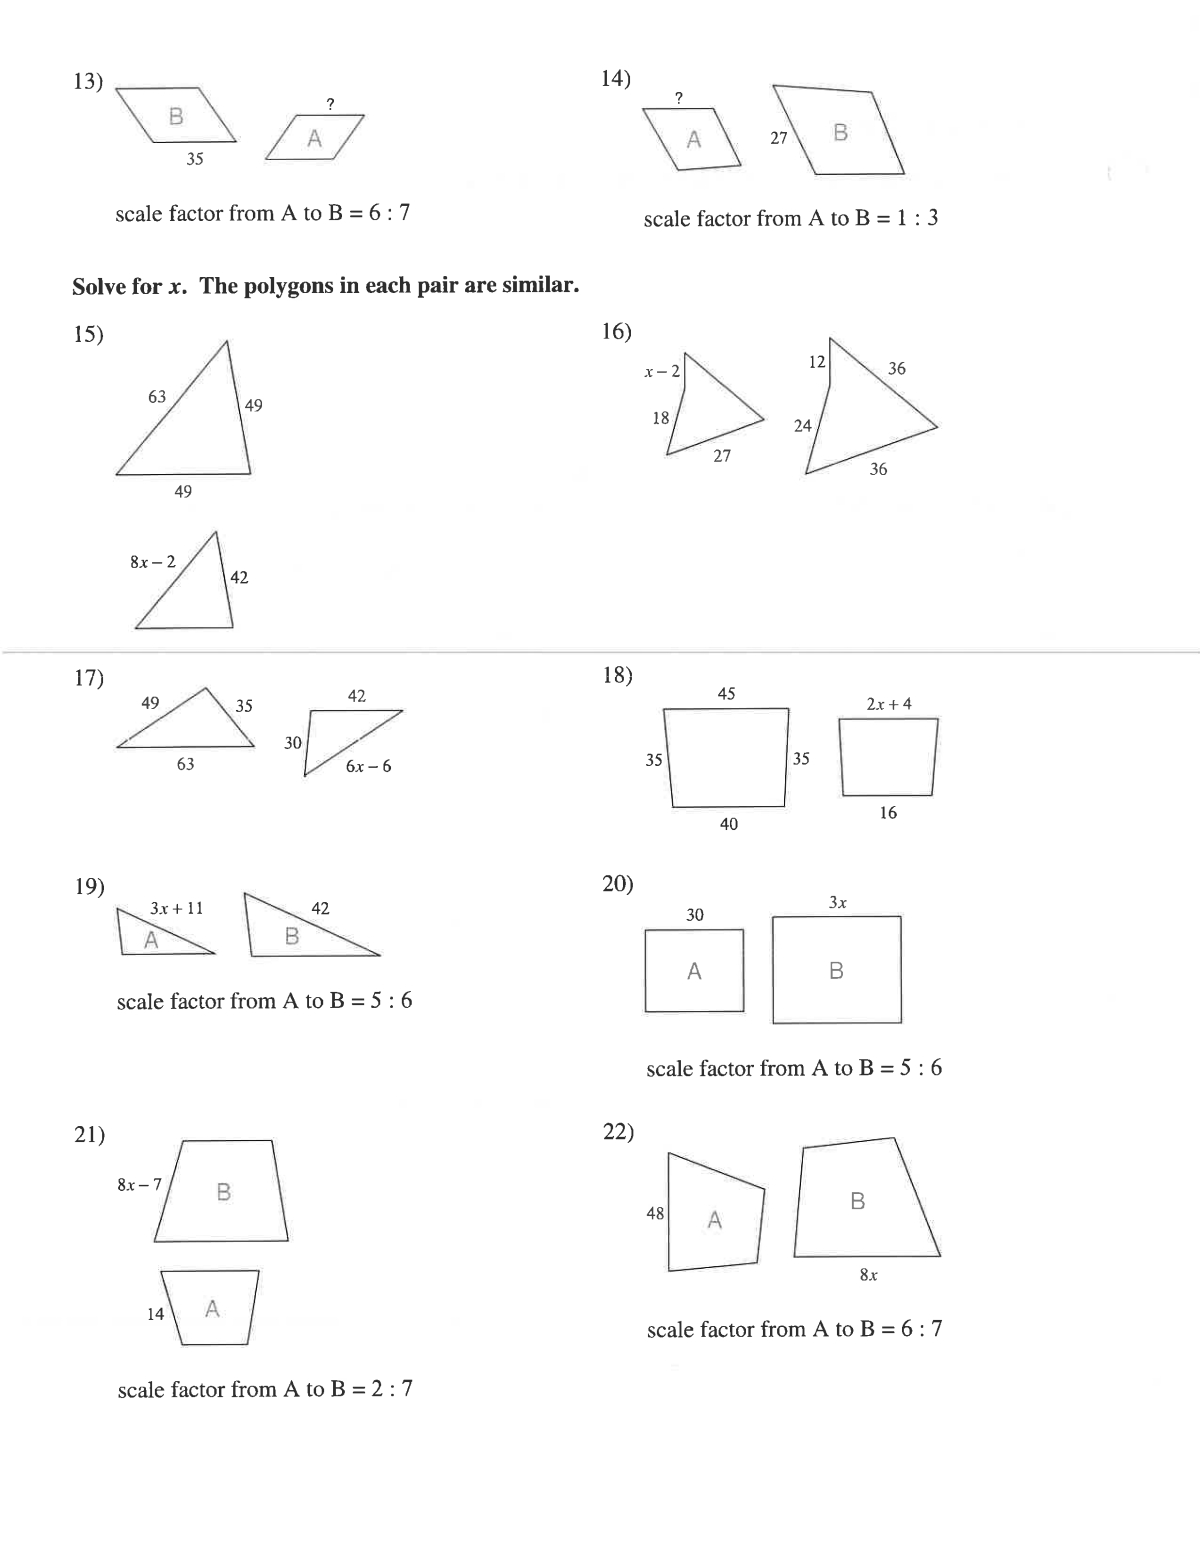 13)
B
35
?
A
scale factor from A to B = 6 : 7
14)
?
A
27
B
scale factor from A to B = 1 : 3
Solve for x. The polygons in each pair are similar.
15)
63
49
49
8x – 2
42
16)
x – 2
18
27
12
36
24
36
17)
49
35
63
42
30
6x – 6
18)
45
35
35
40
2x + 4
16
19)
3x + 11
A
42
B
scale factor from A to B = 5 : 6
20)
30
A
3x
B
scale factor from A to B = 5 : 6
21)
8x – 7
B
14
A
scale factor from A to B = 2 : 7
22)
48
A
B
8x
scale factor from A to B = 6 : 7